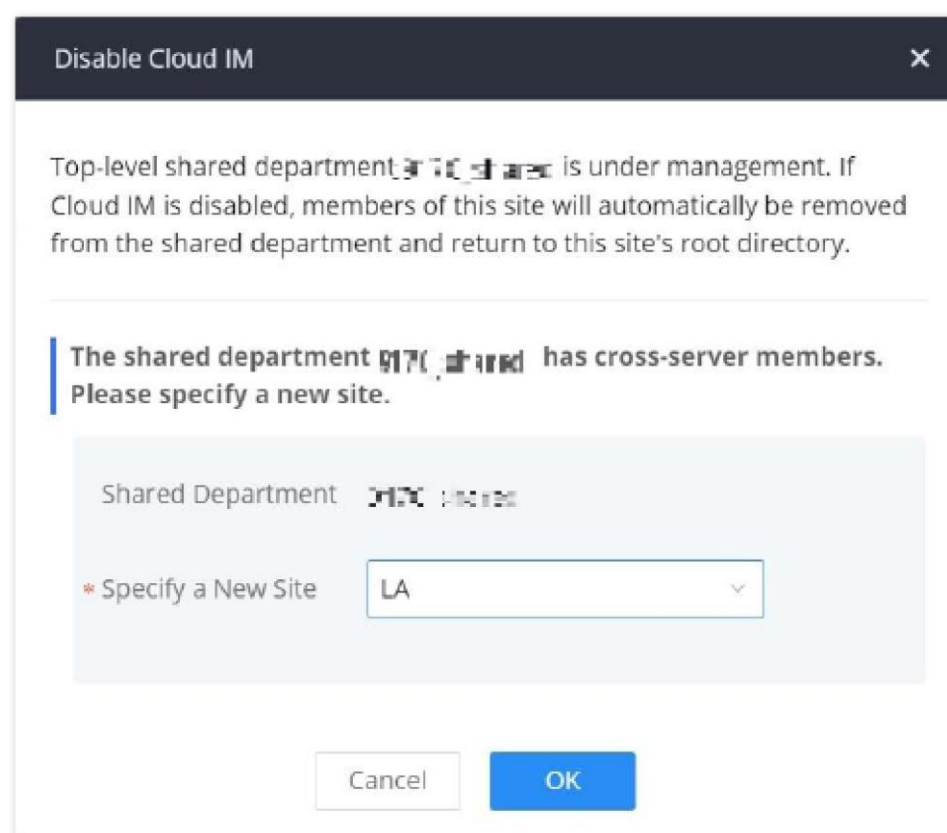 Disable Cloud IM
Top-level shared department is under management. If
Cloud IM is disabled, members of this site will automatically be removed
from the shared department and return to this site's root directory.
The shared department has cross-server members.
Please specify a new site.
Shared Department
* Specify a New Site LA
Cancel OK